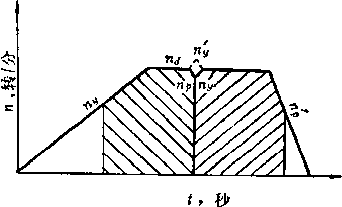 n_d n'_y
n_y n_p n_y
n'_p
n,转/分
t, 秒